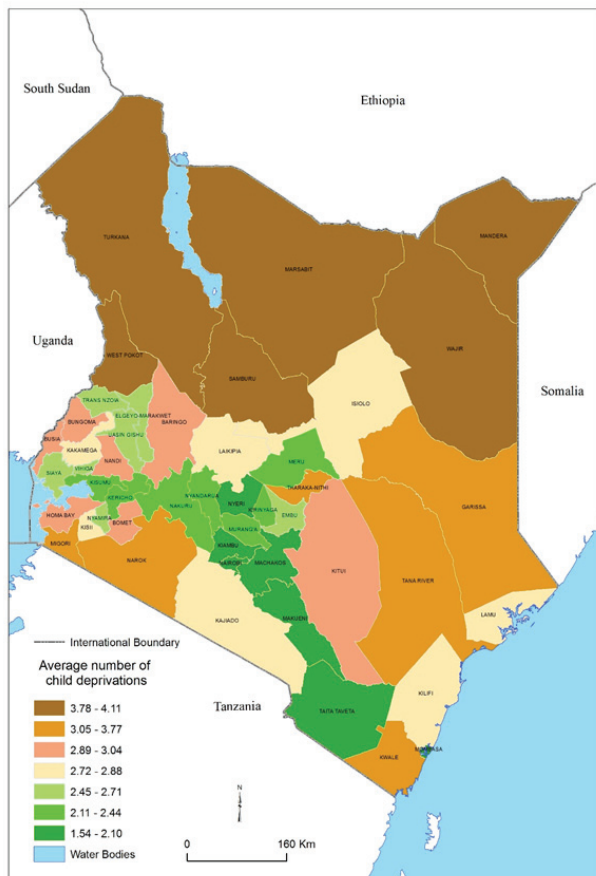 South Sudan
Ethiopia
MANDERA
TURKANA
MARSABIT
WAJIR
Uganda
WEST POKOT
SAMBURU
Somalia
ISIOLO
TRANS NZOIA
ELGEYO-MARAKWET
BUNGOMA
UASIN GISHU
BARINGO
BUSIA
KAKAMEGA
NANDI
LAIKIPIA
MERU
SIAYA
VIHIGA
KISUMU
THARAKA-NITHI
NYANDARUA
NYERI
KERICHO
NAKURU
KIRINYAGA
GARISSA
HOMA BAY
NYAMIRA
EMBU
KISII
BOMET
MURANGA
MIGORI
KIAMBU
NAROK
NAIROBI
MACHAKOS
KITUI
TANA RIVER
KAJIADO
MAKUENI
LAMU
International Boundary
KILIFI
Average number of
child deprivations
Tanzania
TAITA TAVETA
3.78 - 4.11
3.05 - 3.77
2.89 - 3.04
2.72 - 2.88
2.45 - 2.71
2.11 - 2.44
1.54 - 2.10
Water Bodies
MOMBASA
KWALE
N
0
160 Km